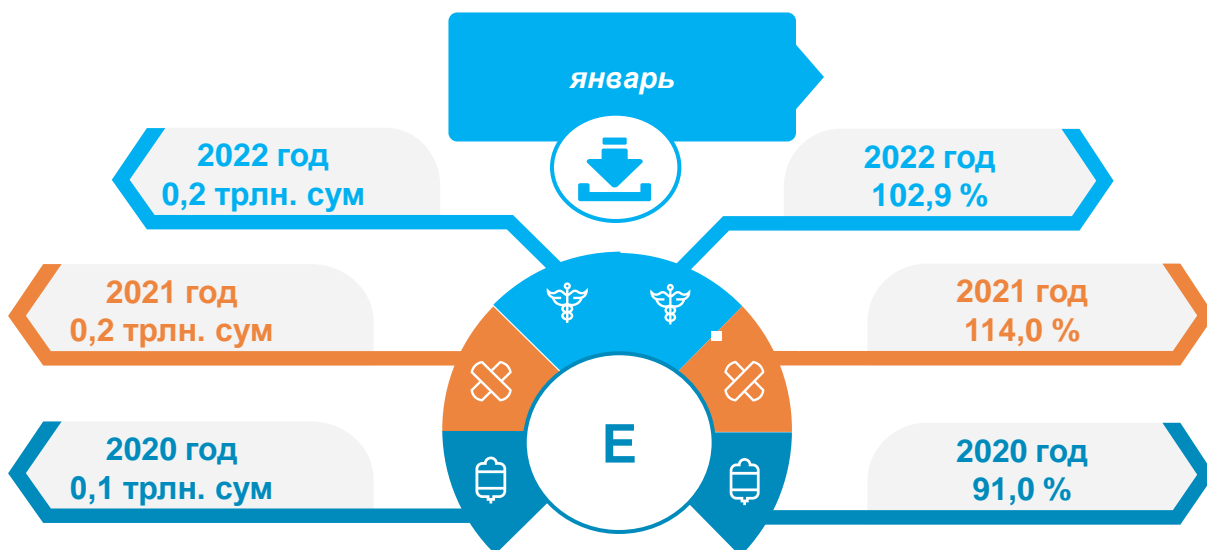 январь
2022 год
0,2 трлн. сум
2022 год
102,9 %
2021 год
0,2 трлн. сум
2021 год
114,0 %
E
2020 год
0,1 трлн. сум
2020 год
91,0 %